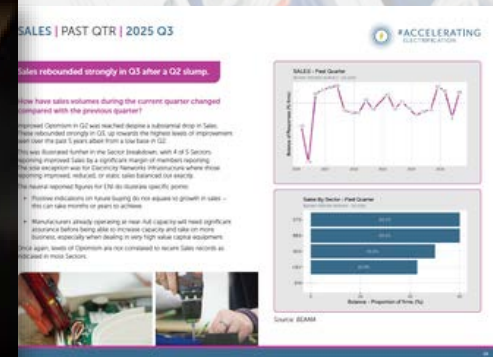 SALES | PAST QTR | 2025 Q3
#ACCELERATING
ELECTRIFICATION
Sales rebounded strongly in Q3 after a Q2 slump.
How have sales volumes during the current quarter changed
compared with the previous quarter?
Improved Optimism in Q2 was reached despite a substantial drop in Sales.
These rebounded strongly in Q3, up towards the highest levels of improvement
seen over the past 5 years albeit from a low base in Q2.
This was illustrated further in the Sector breakdown, with 4 of 5 Sectors
reporting improved Sales by a significant margin of members reporting.
The sole exception was for Electricity Networks Infrastructure where those
reporting improved, reduced, or static sales balanced out exactly.
The neutral reported figures for ENI do illustrate specific points:
• Positive indications on future buying do not equate to growth in sales –
this can take months or years to achieve
• Manufacturers already operating at near-full capacity will need significant
assurance before being able to increase capacity and take on more
business, especially when dealing in very high value capital equipment.
Once again, levels of Optimism are not correlated to recent Sales records as
indicated in most Sectors.
SALES - Past Quarter
Balance of Responses (% firms)
Sales By Sector - Past Quarter
Balance - Proportion of firms (%)
Source: BEAMA